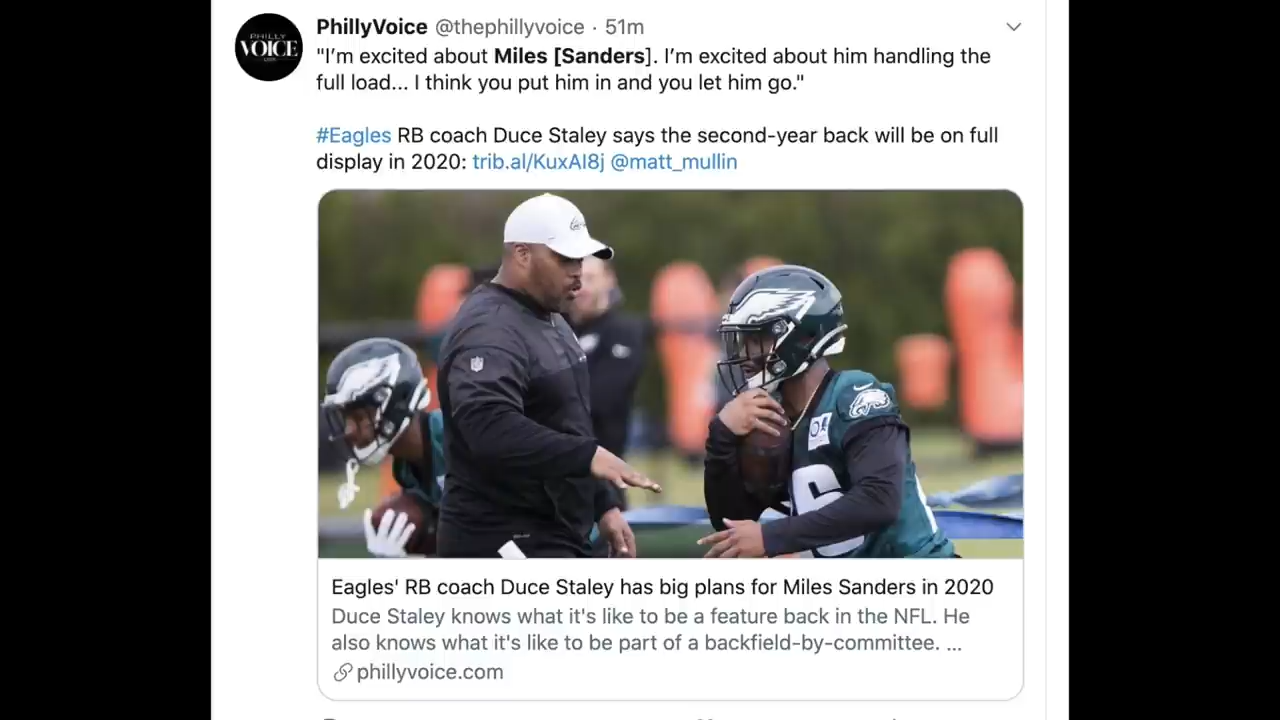 PHILLY
VOICE
PhillyVoice @thephillyvoice · 51m
"I'm excited about Miles [Sanders]. I'm excited about him handling the
full load... I think you put him in and you let him go."
#Eagles RB coach Duce Staley says the second-year back will be on full
display in 2020: trib.al/KuxAI8j @matt_mullin
Eagles' RB coach Duce Staley has big plans for Miles Sanders in 2020
Duce Staley knows what it's like to be a feature back in the NFL. He
also knows what it's like to be part of a backfield-by-committee. ...
phillyvoice.com